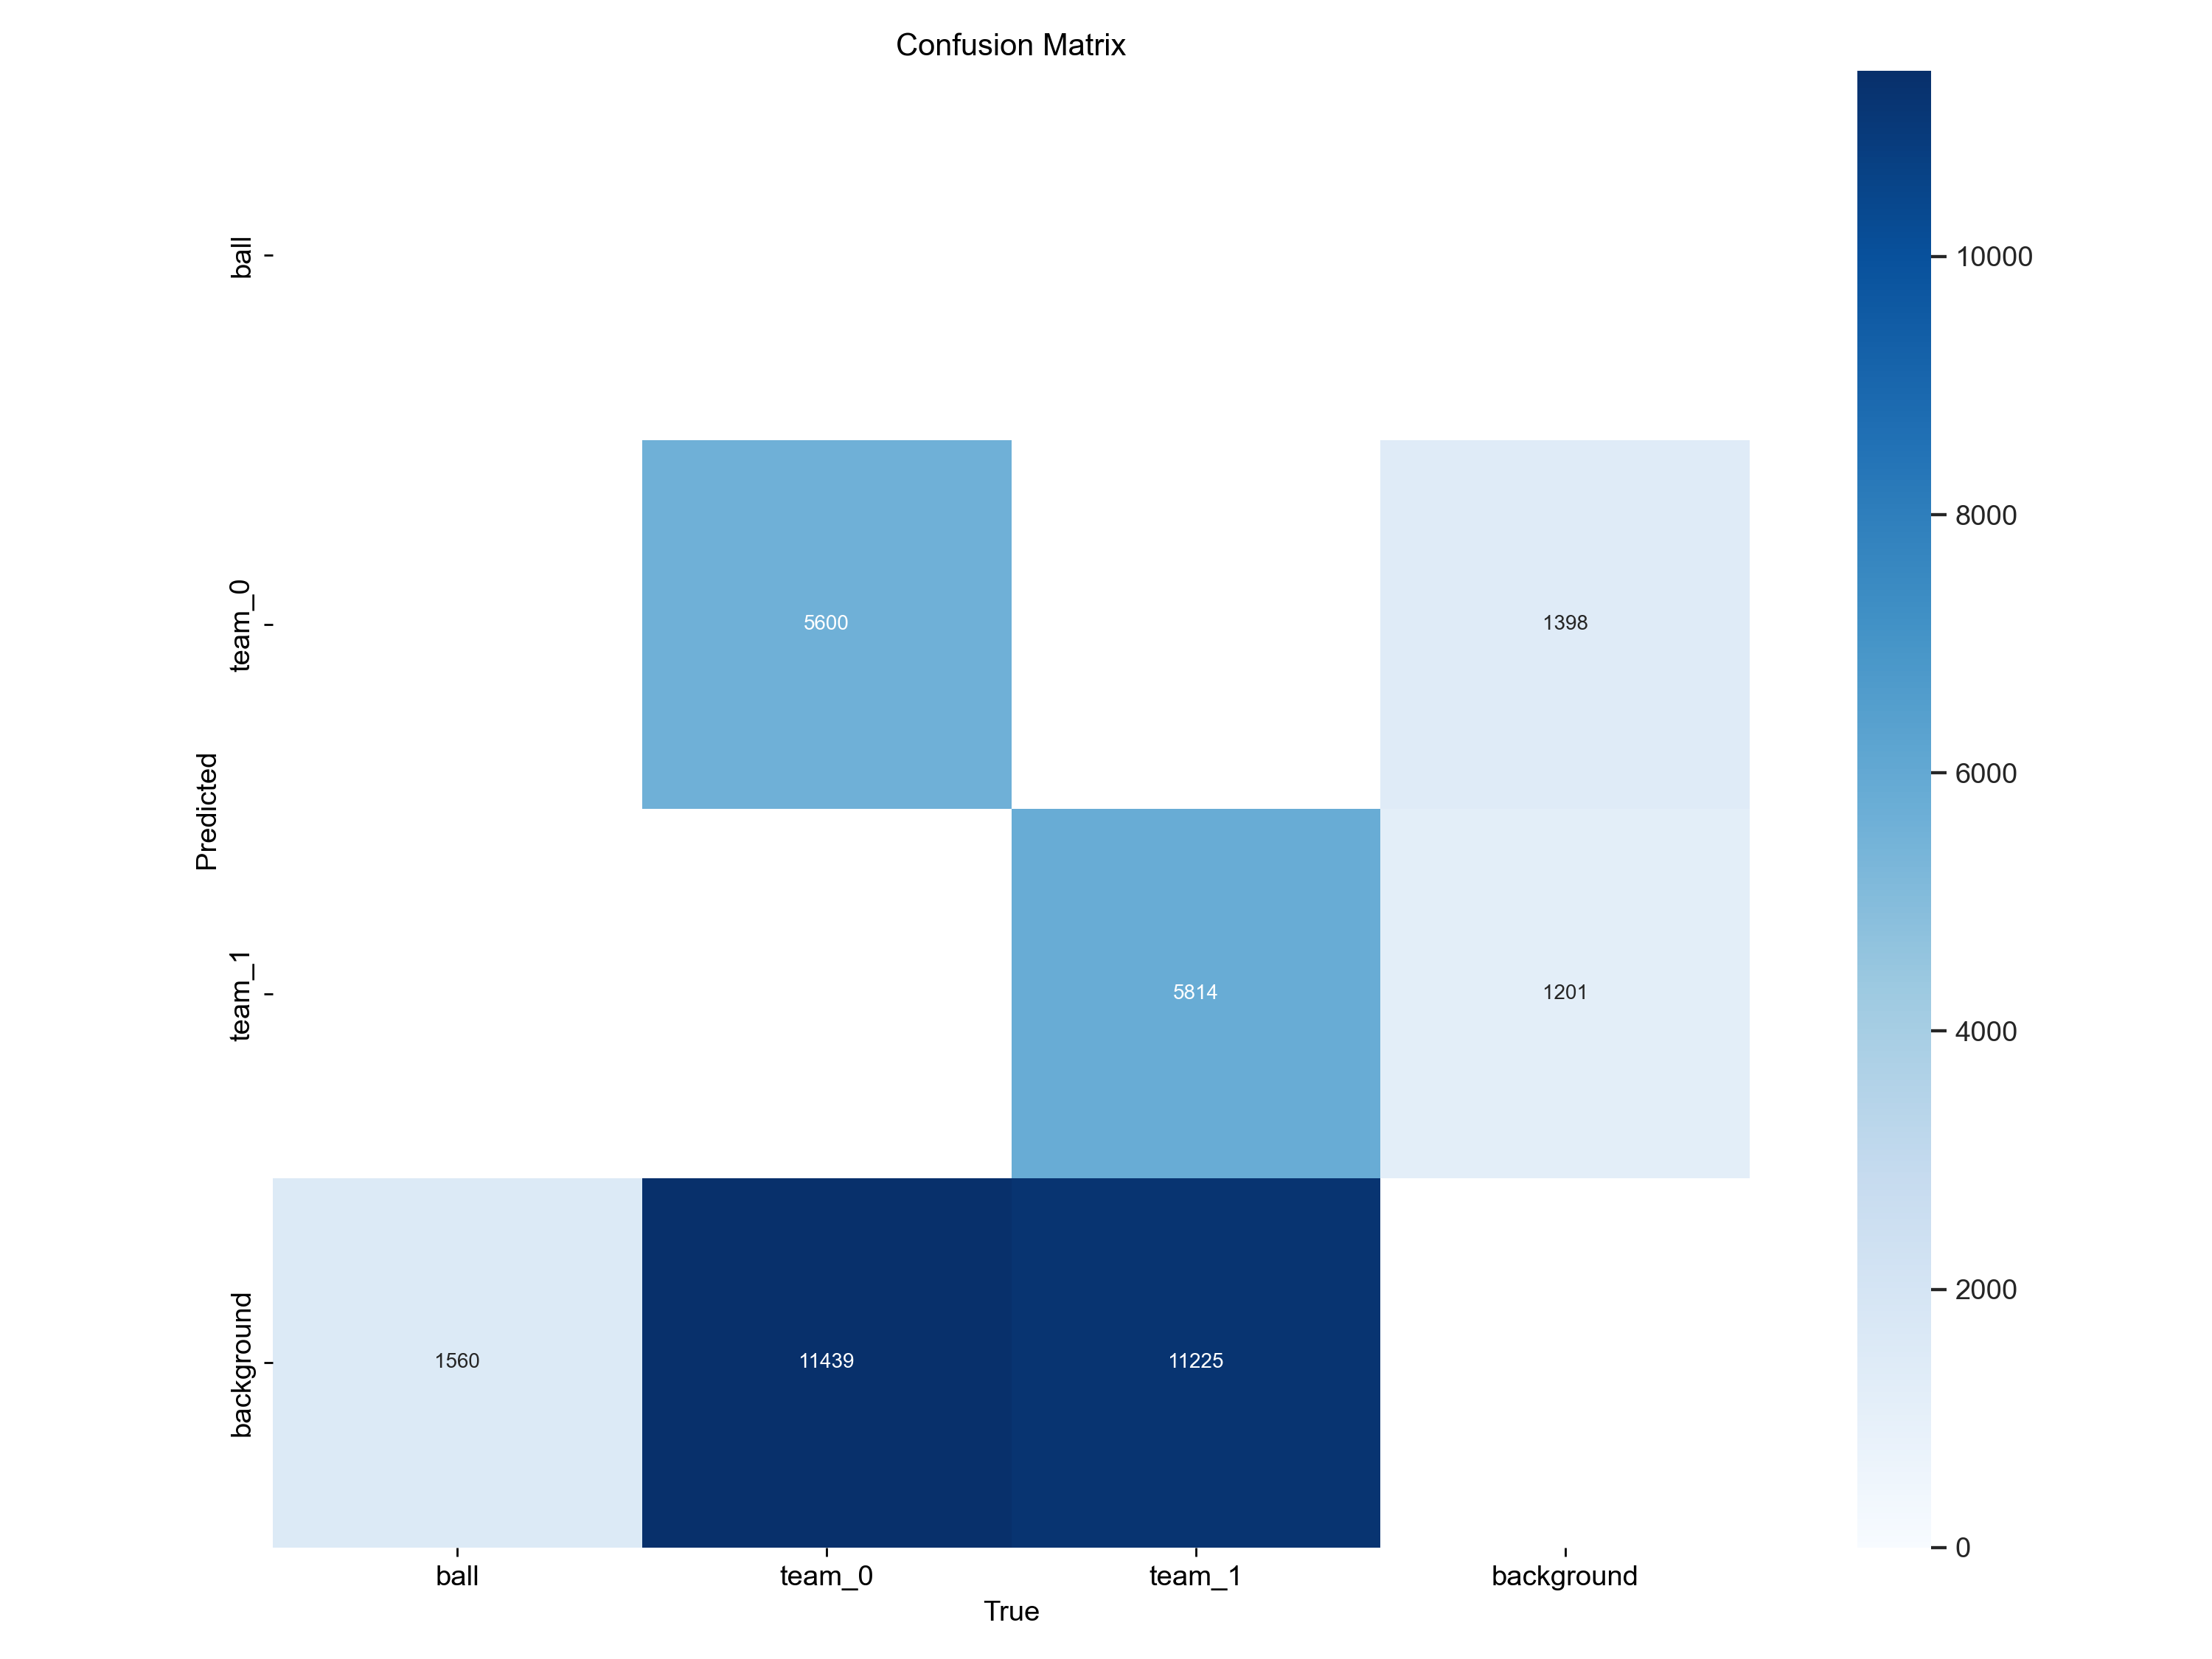 Confusion Matrix
ball
team_0
team_1
background
Predicted
5600
1398
5814
1201
1560
11439
11225
ball
team_0
team_1
background
True
10000
8000
6000
4000
2000
0